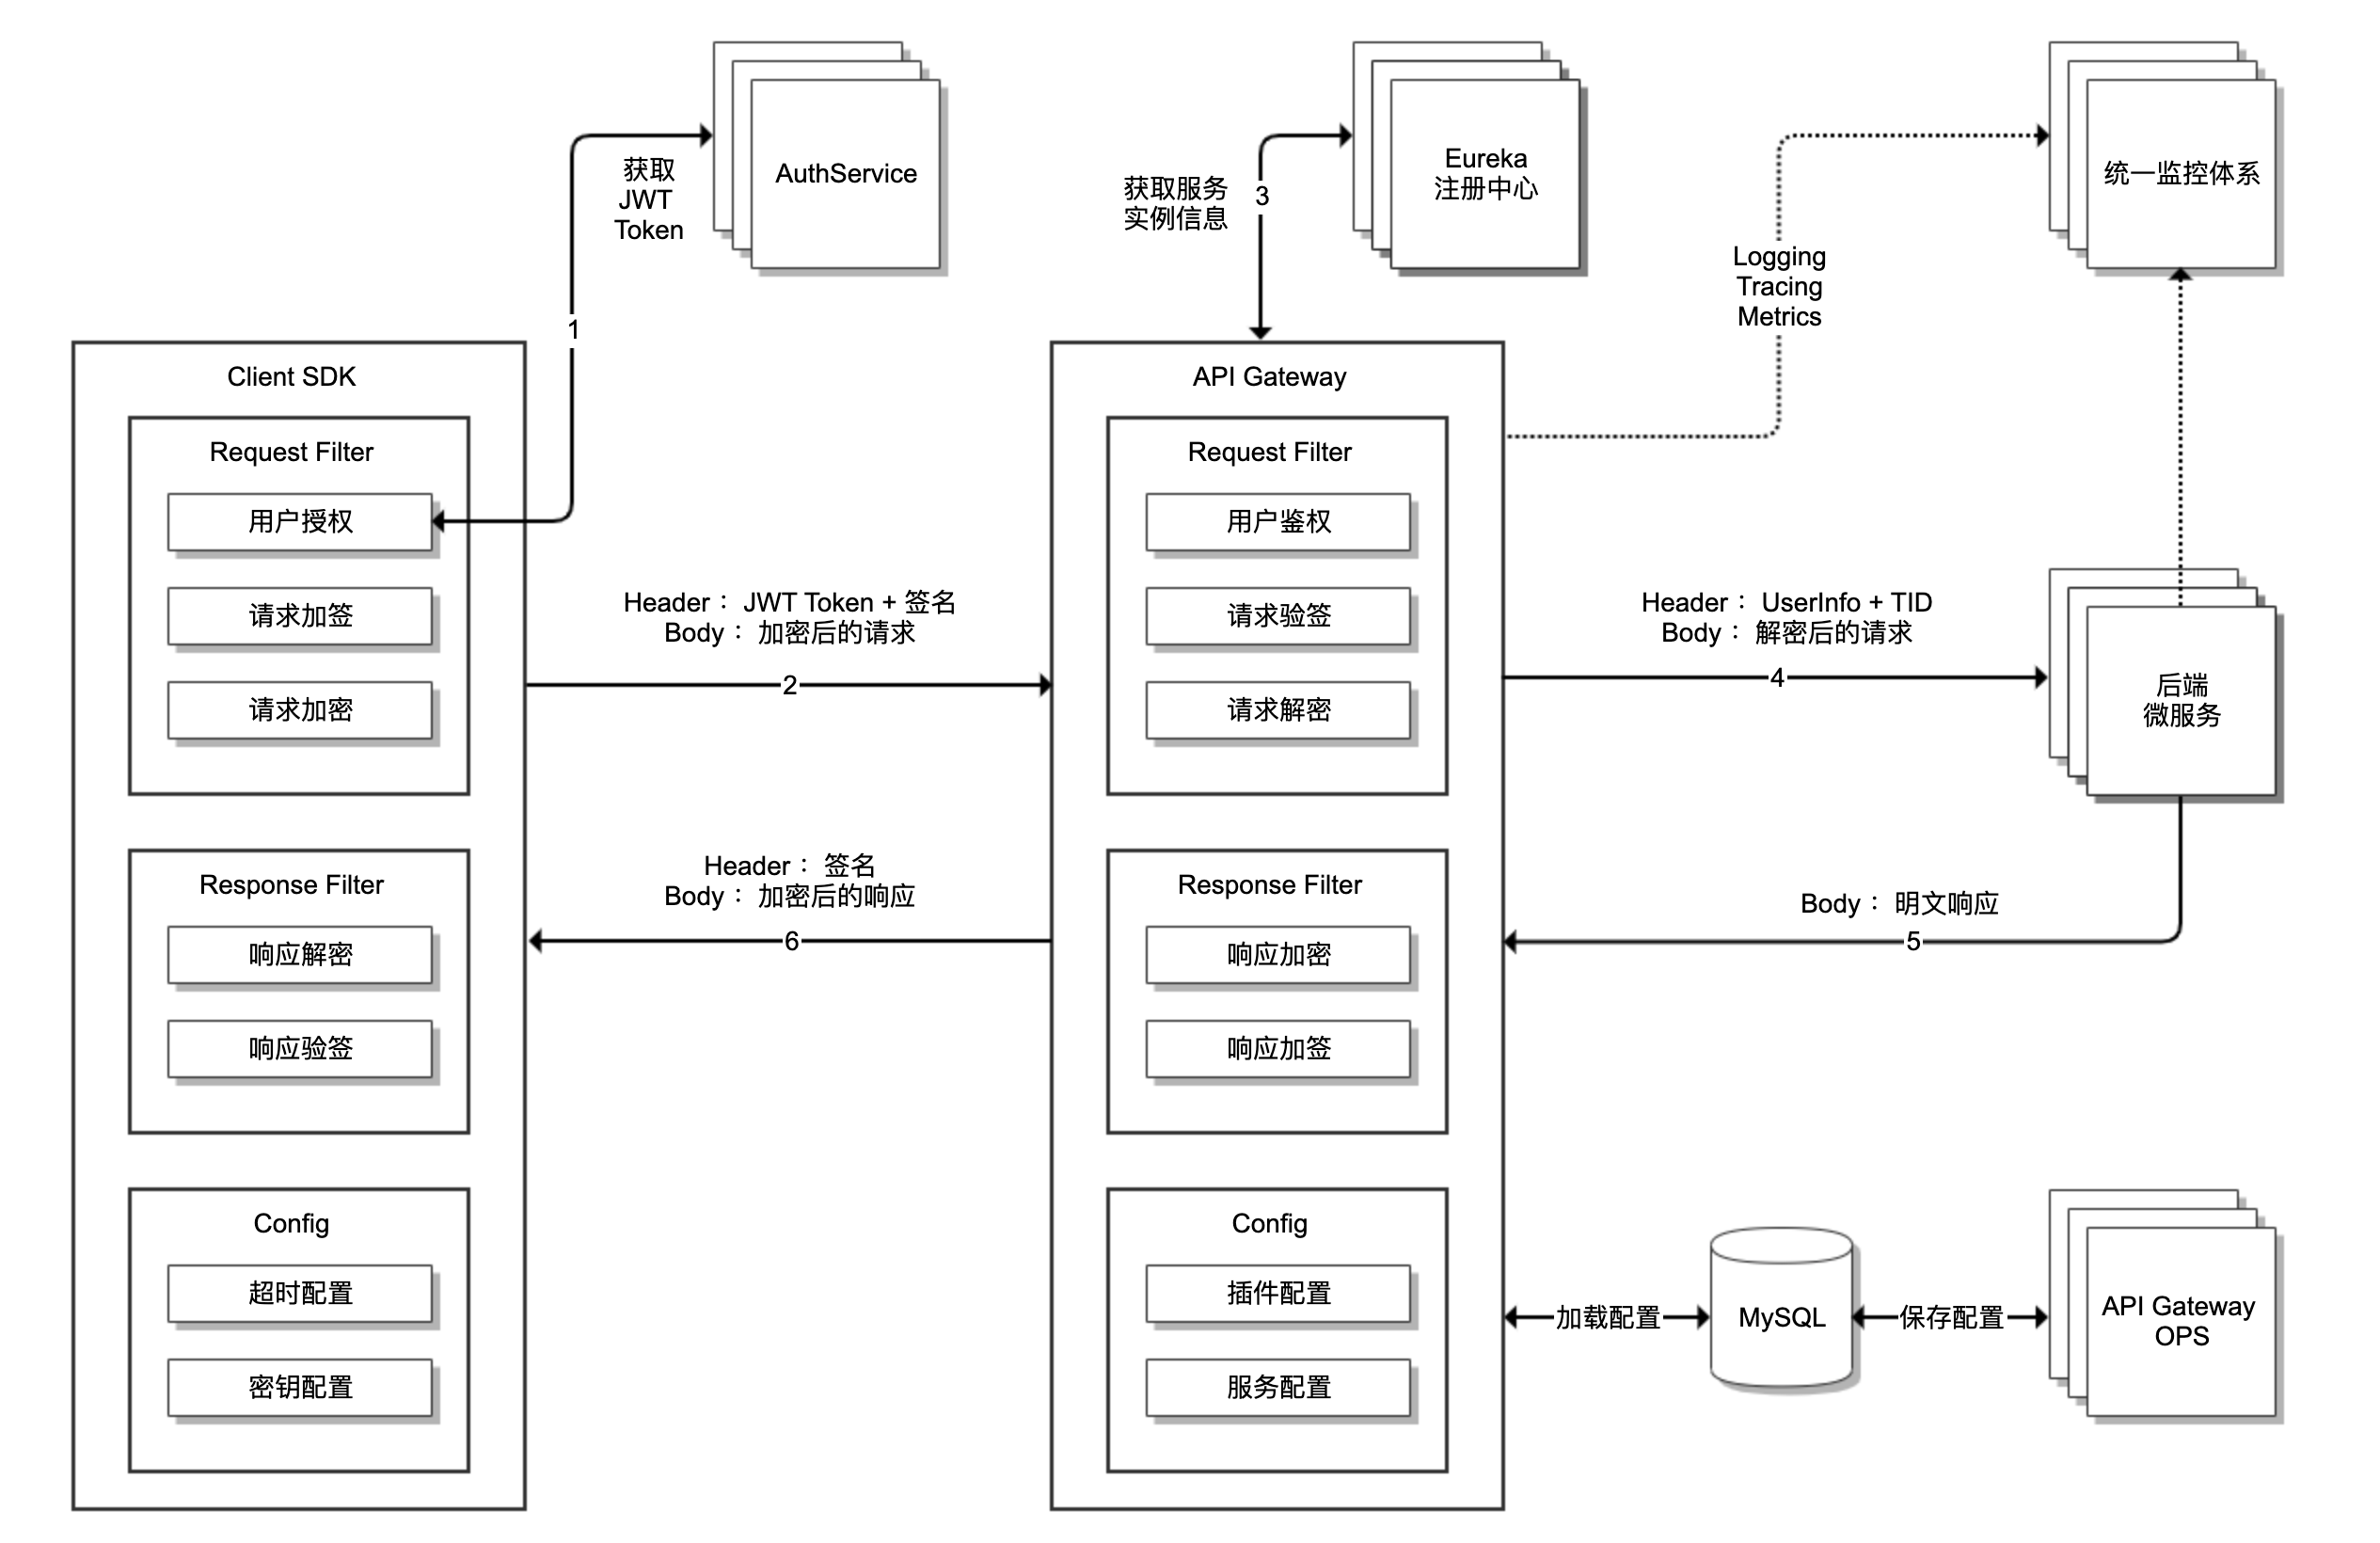 AuthService
Eureka
注册中心
统一监控体系
获取
JWT
Token
获取服务
实例信息
3
Logging
Tracing
Metrics
1
Client SDK
Request Filter
用户授权
请求加签
请求加密
Header： JWT Token + 签名
Body： 加密后的请求
2
API Gateway
Request Filter
用户鉴权
请求验签
请求解密
Header： UserInfo + TID
Body： 解密后的请求
4
后端
微服务
Response Filter
响应解密
响应验签
Header： 签名
Body： 加密后的响应
6
Response Filter
响应加密
响应加签
Body： 明文响应
5
Config
超时配置
密钥配置
Config
插件配置
服务配置
加载配置
MySQL
保存配置
API Gateway
OPS